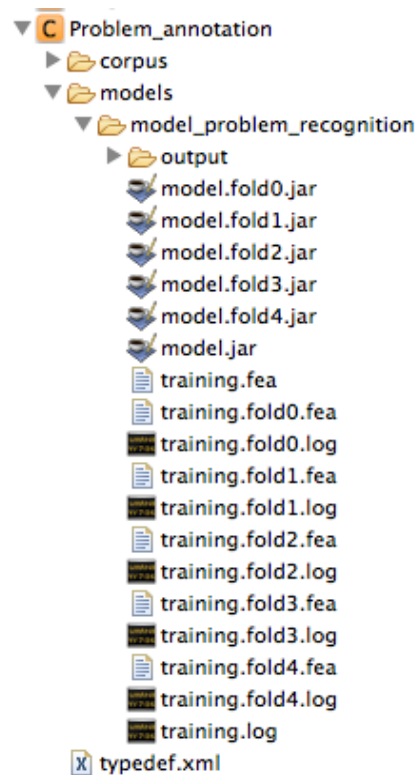 C Problem_annotation
corpus
models
model_problem_recognition
output
model.fold0.jar
model.fold1.jar
model.fold2.jar
model.fold3.jar
model.fold4.jar
model.jar
training.fea
training.fold0.fea
training.fold0.log
training.fold1.fea
training.fold1.log
training.fold2.fea
training.fold2.log
training.fold3.fea
training.fold3.log
training.fold4.fea
training.fold4.log
training.log
X typedef.xml